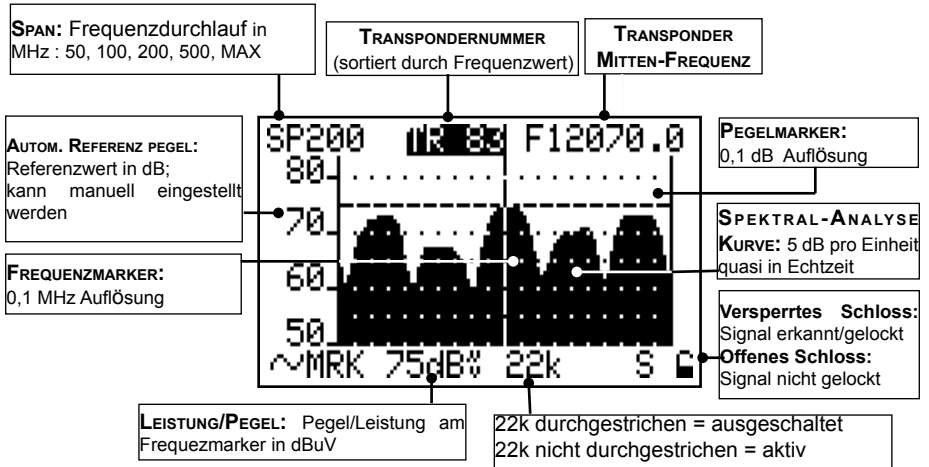 SPAN: Frequenzdurchlauf in
MHz : 50, 100, 200, 500, MAX
TRANSPONDERNUMMER
(sortiert durch Frequenzwert)
TRANSPONDER
MITTEN-FREQUENZ
AUTOM. REFERENZ PEGEL:
Referenzwert in dB;
kann manuell eingestellt
werden
FREQUENZMARKER:
0,1 MHz Auflösung
SP200 TR 83 F12070.0
80
70
60
50
~MRK 75dBµV 22k S
PEGELMARKER:
0,1 dB Auflösung
SPEKTRAL-ANALYSE
KURVE: 5 dB pro Einheit
quasi in Echtzeit
Versperrtes Schloss:
Signal erkannt/gelockt
Offenes Schloss:
Signal nicht gelockt
LEISTUNG/PEGEL: Pegel/Leistung am
Frequezmarker in dBuV
22k durchgestrichen = ausgeschaltet
22k nicht durchgestrichen = aktiv